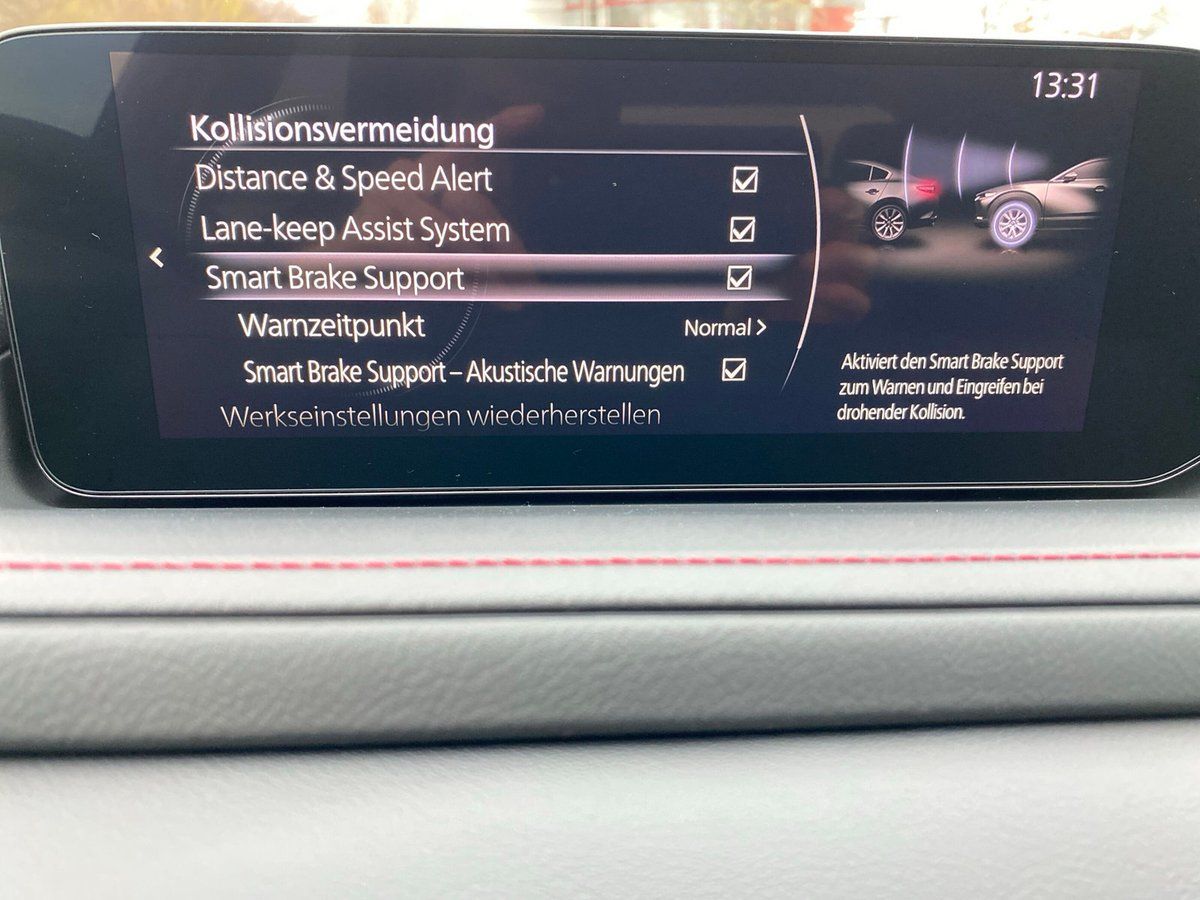 13:31
Kollisionsvermeidung
Distance & Speed Alert
Lane-keep Assist System
Smart Brake Support
Warnzeitpunkt Normal >
Smart Brake Support – Akustische Warnungen
Werkseinstellungen wiederherstellen
Aktiviert den Smart Brake Support
zum Warnen und Eingreifen bei
drohender Kollision.